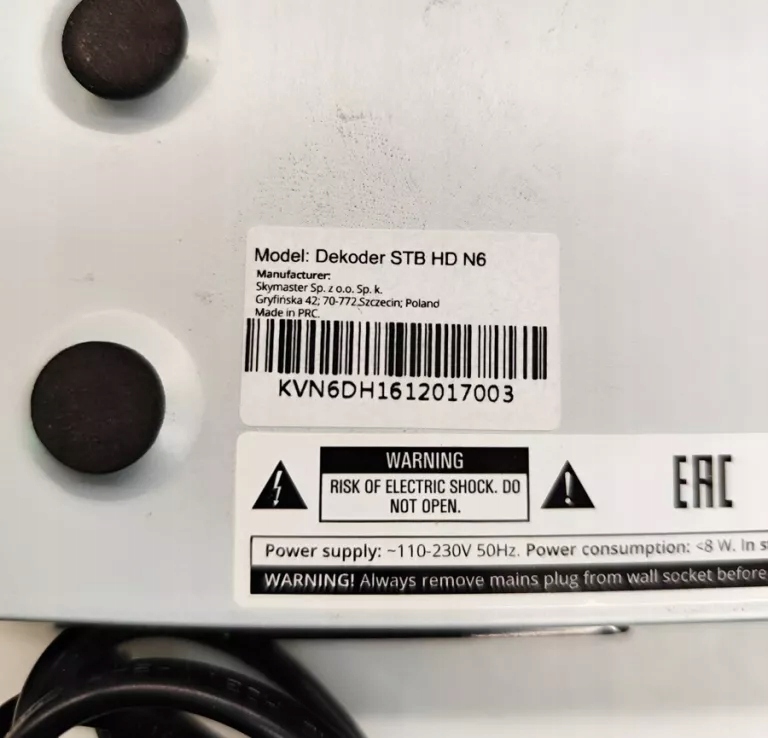 Model: Dekoder STB HD N6
Manufacturer:
Skymaster Sp. z o.o. Sp. k.
Gryfińska 42; 70-772 Szczecin; Poland
Made in PRC.
KVN6DH1612017003
WARNING
RISK OF ELECTRIC SHOCK. DO
NOT OPEN.
EAC
Power supply: ~110-230V 50Hz. Power consumption: <8 W. In s
WARNING! Always remove mains plug from wall socket before